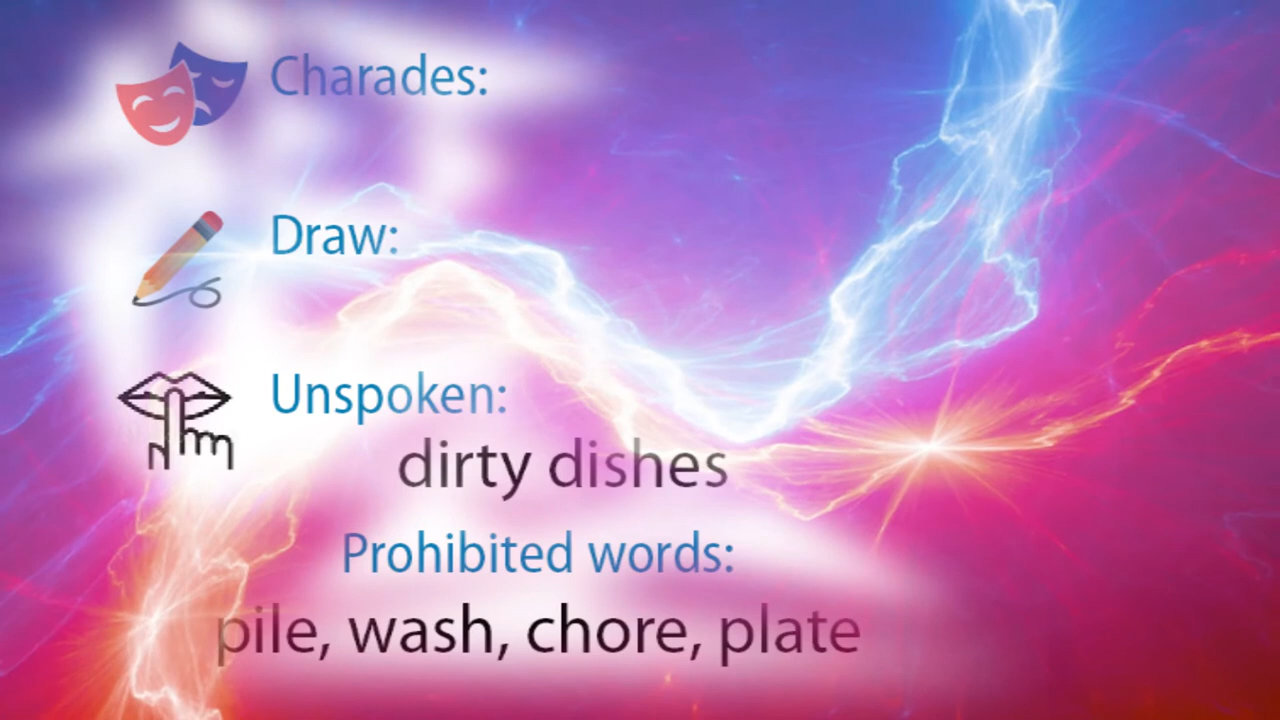 Charades:
Draw:
Unspoken:
dirty dishes
Prohibited words:
pile, wash, chore, plate